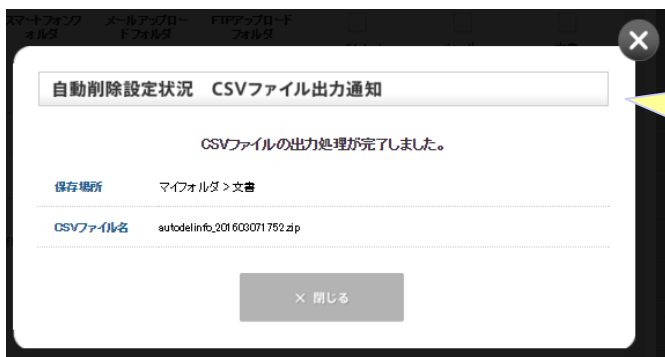 スマートフォンフ メールアップロー FTPアップロード
ォルダ ドフォルダ フォルダ
自動削除設定状況 CSVファイル出力通知
CSVファイルの出力処理が完了しました。
保存場所 マイフォルダ > 文書
CSVファイル名 autodelinfo_201603071752.zip
× 閉じる